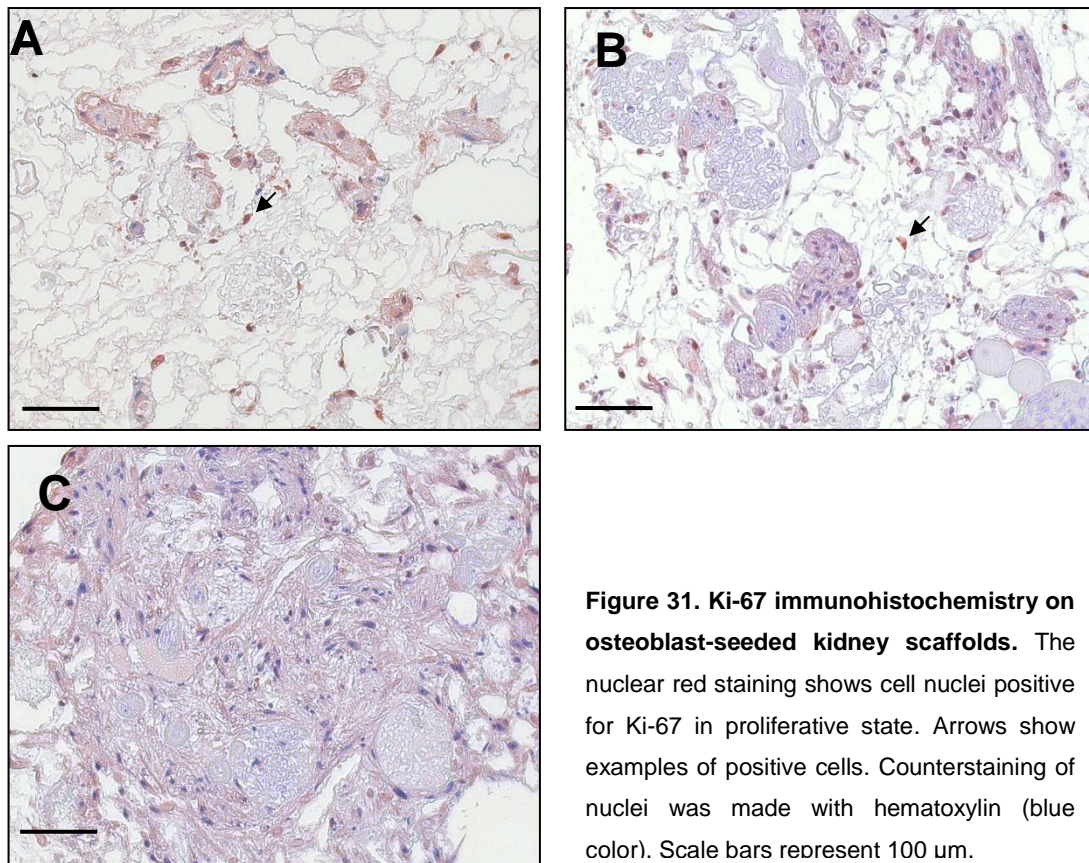 A
B
C
Figure 31. Ki-67 immunohistochemistry on
osteoblast-seeded kidney scaffolds. The
nuclear red staining shows cell nuclei positive
for Ki-67 in proliferative state. Arrows show
examples of positive cells. Counterstaining of
nuclei was made with hematoxylin (blue
color). Scale bars represent 100 µm.